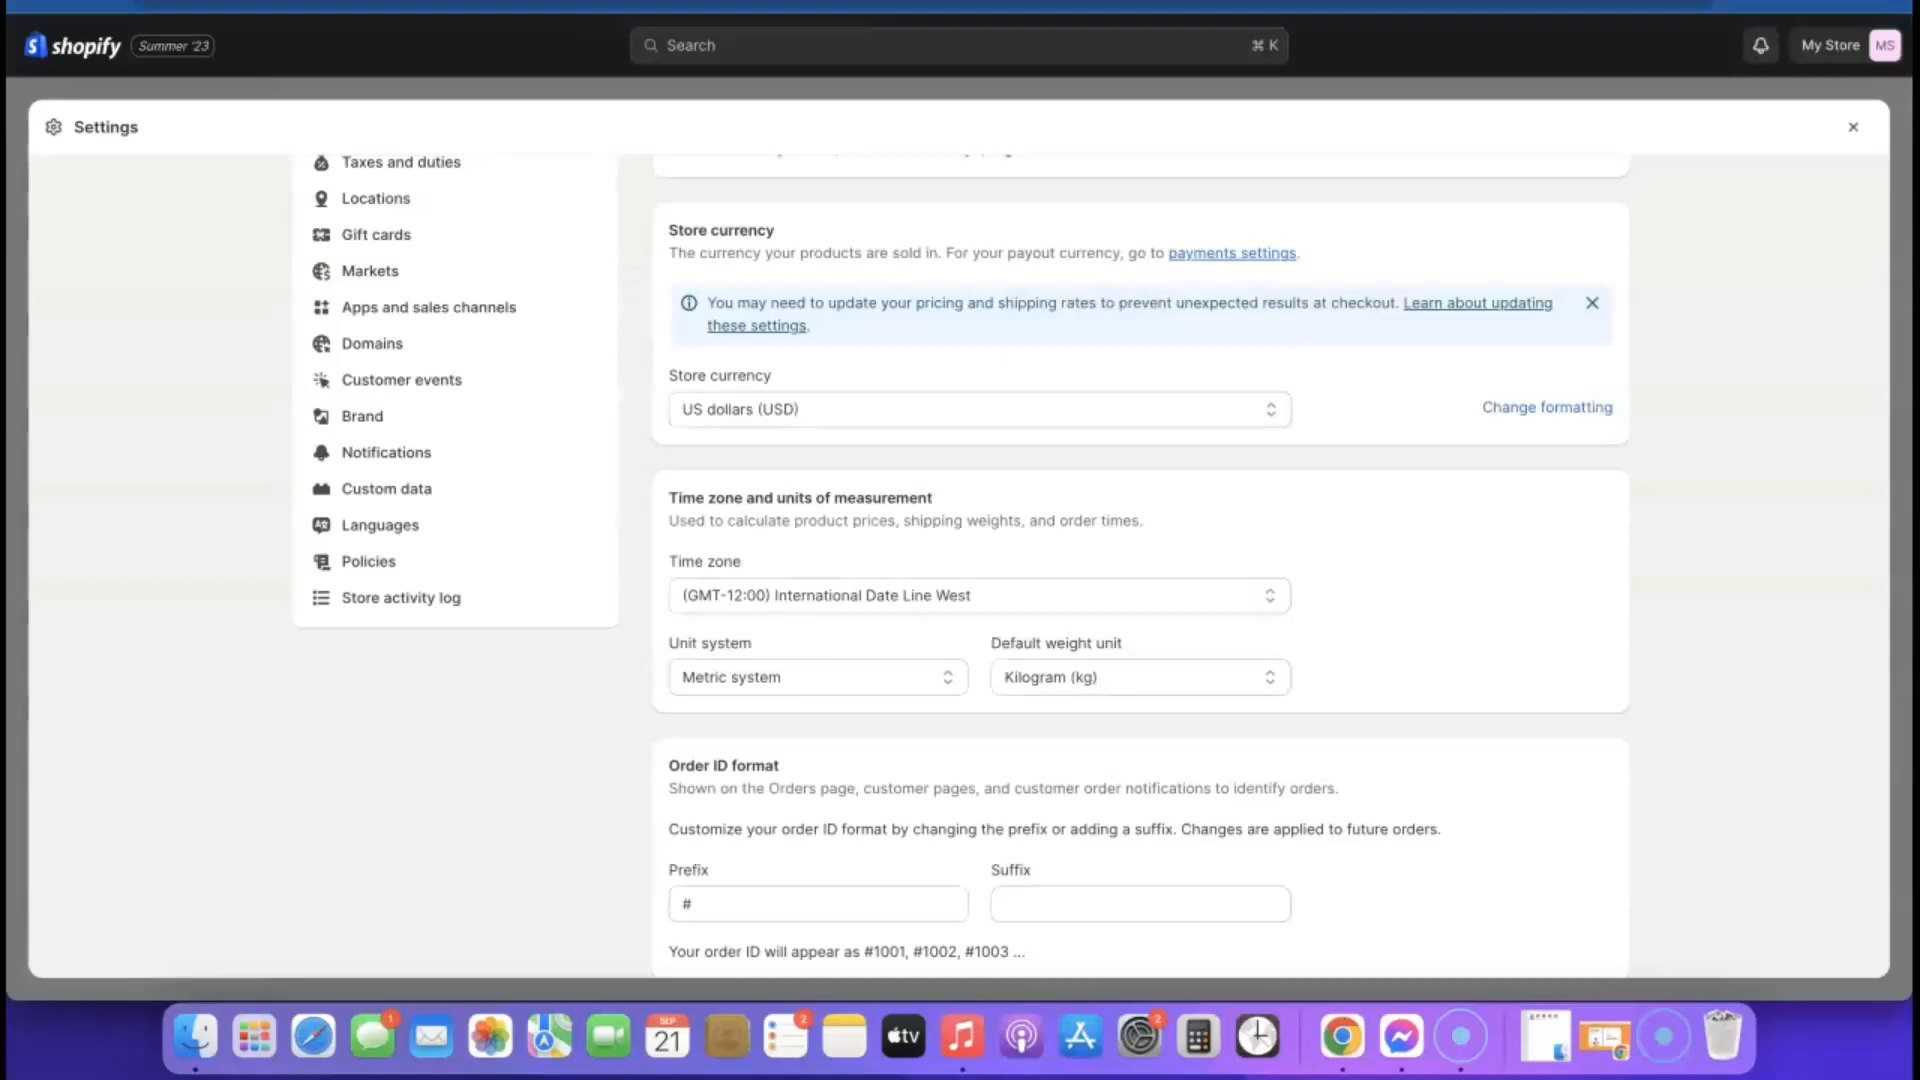 shopify
Summer '23
Search
⌘ K
My Store
MS
Settings
Taxes and duties
Locations
Gift cards
Markets
Apps and sales channels
Domains
Customer events
Brand
Notifications
Custom data
Languages
Policies
Store activity log
Store currency
The currency your products are sold in. For your payout currency, go to payments settings.
You may need to update your pricing and shipping rates to prevent unexpected results at checkout. Learn about updating
these settings.
Store currency
US dollars (USD)
Change formatting
Time zone and units of measurement
Used to calculate product prices, shipping weights, and order times.
Time zone
(GMT-12:00) International Date Line West
Unit system
Default weight unit
Metric system
Kilogram (kg)
Order ID format
Shown on the Orders page, customer pages, and customer order notifications to identify orders.
Customize your order ID format by changing the prefix or adding a suffix. Changes are applied to future orders.
Prefix
Suffix
#
Your order ID will appear as #1001, #1002, #1003 ...
1
SEP
21
2
tv
2